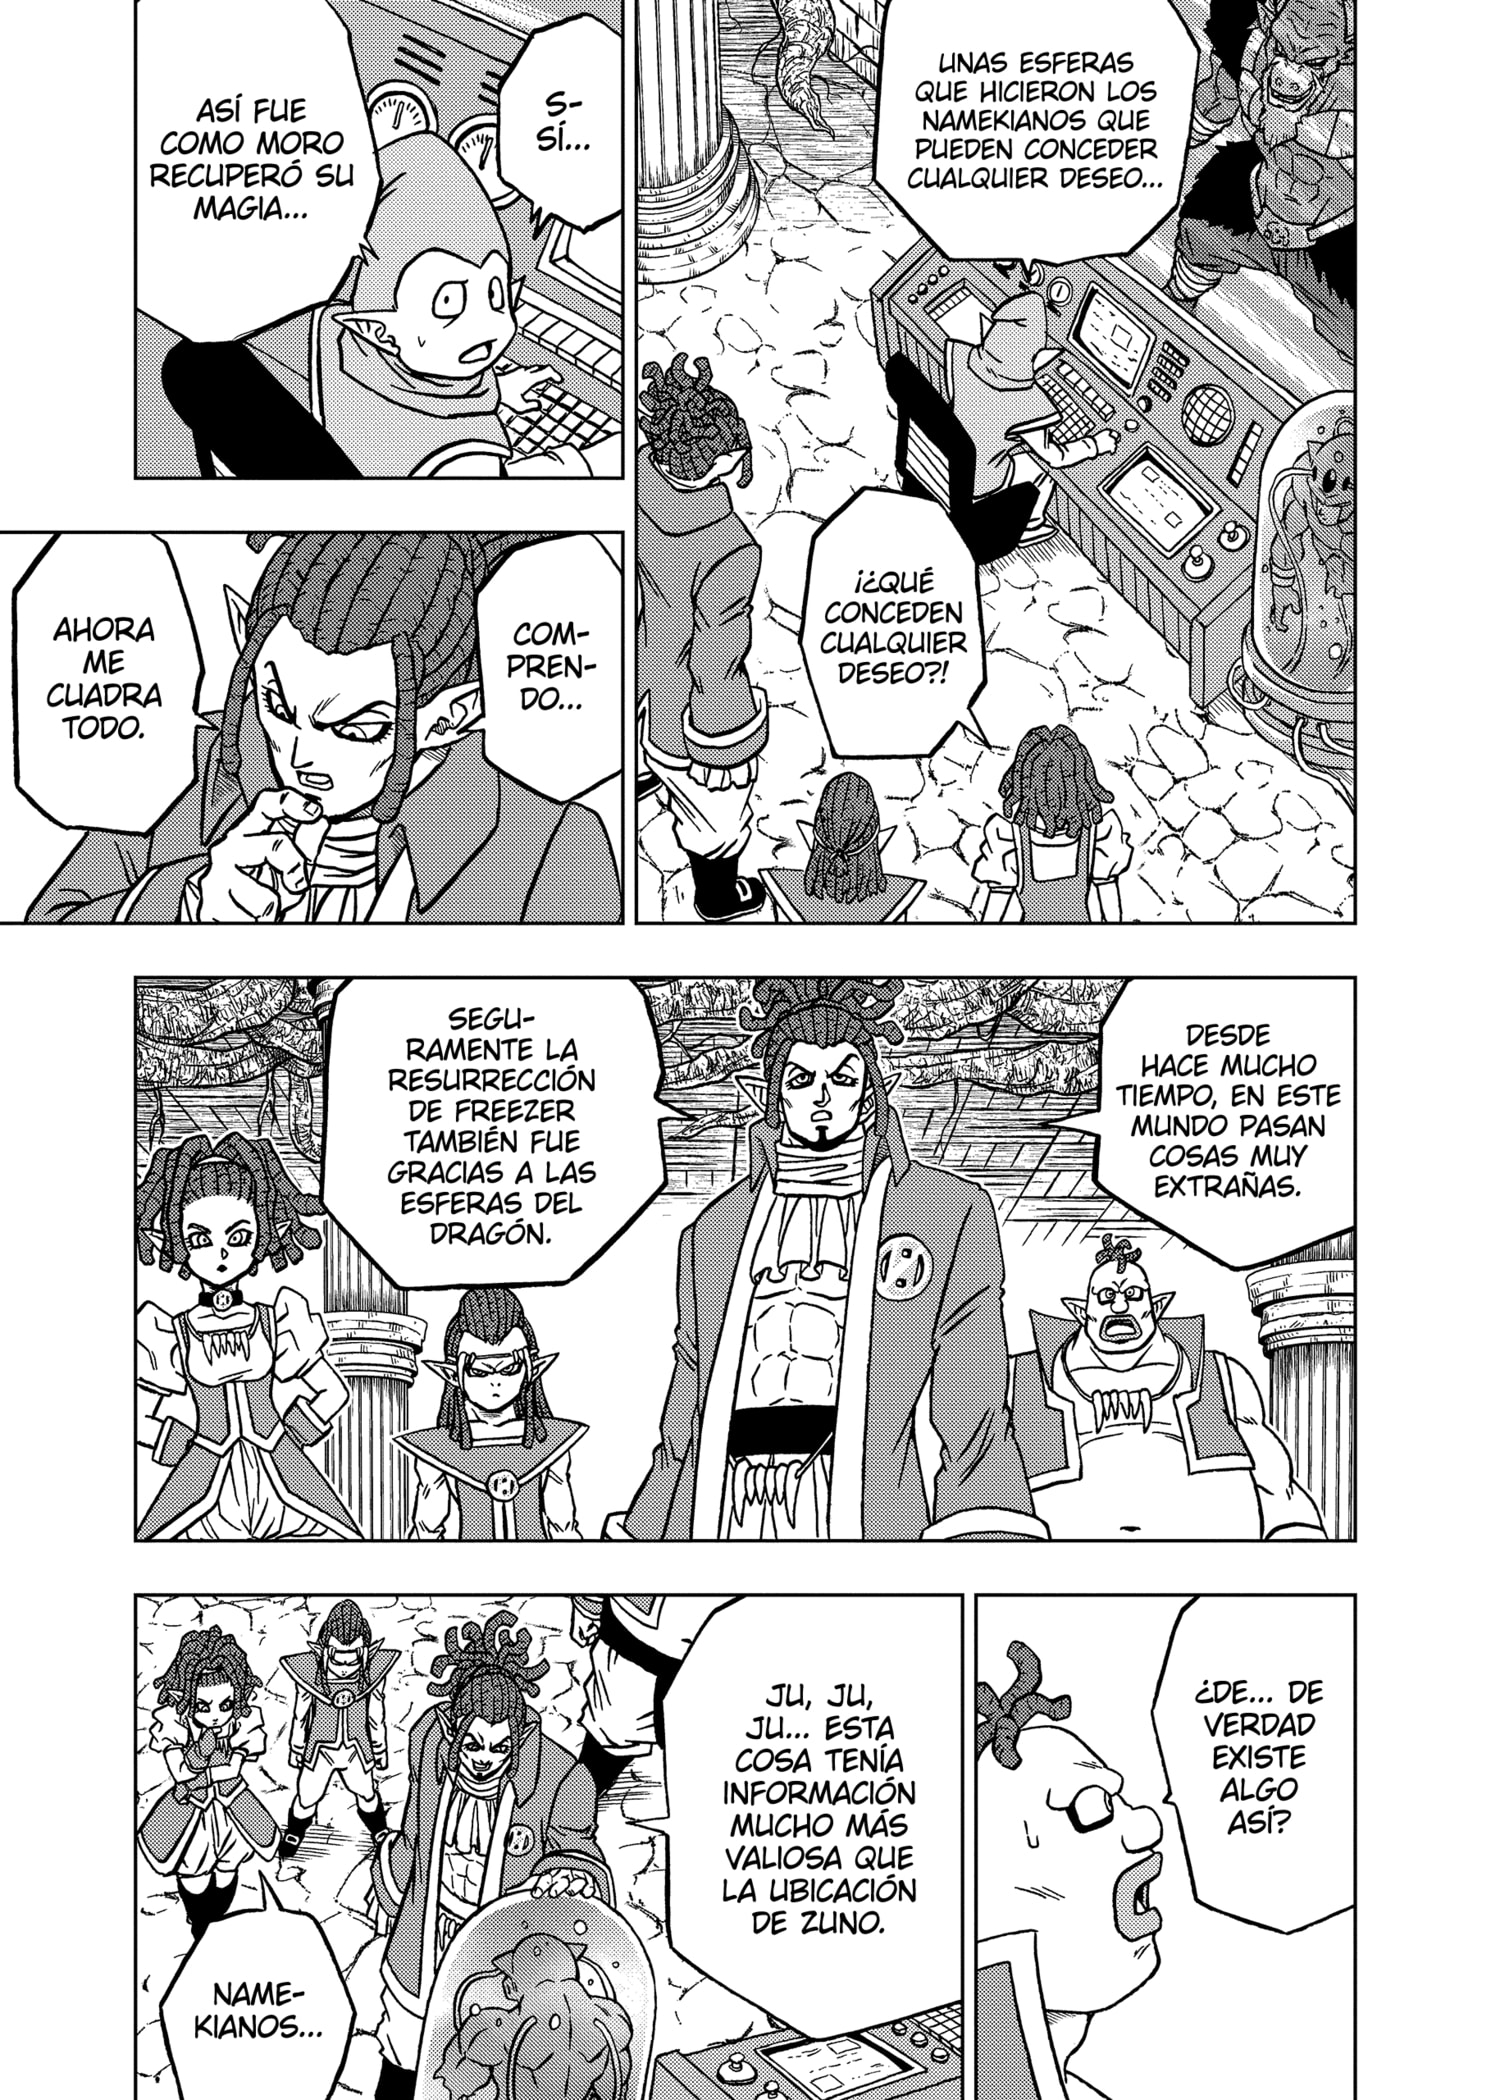 UNAS ESFERAS
QUE HICIERON LOS
NAMEKIANOS QUE
PUEDEN CONCEDER
CUALQUIER DESEO...
¡¿QUÉ
CONCEDEN
CUALQUIER
DESEO?!
S-
SÍ...
ASÍ FUE
COMO MORO
RECUPERÓ SU
MAGIA...
COM-
PREN-
DO...
AHORA
ME
CUADRA
TODO.
DESDE
HACE MUCHO
TIEMPO, EN ESTE
MUNDO PASAN
COSAS MUY
EXTRAÑAS.
SEGU-
RAMENTE LA
RESURRECCIÓN
DE FREEZER
TAMBIÉN FUE
GRACIAS A LAS
ESFERAS DEL
DRAGÓN.
¿DE... DE
VERDAD
EXISTE
ALGO
ASÍ?
JU, JU,
JU... ESTA
COSA TENÍA
INFORMACIÓN
MUCHO MÁS
VALIOSA QUE
LA UBICACIÓN
DE ZUNO.
NAME-
KIANOS...